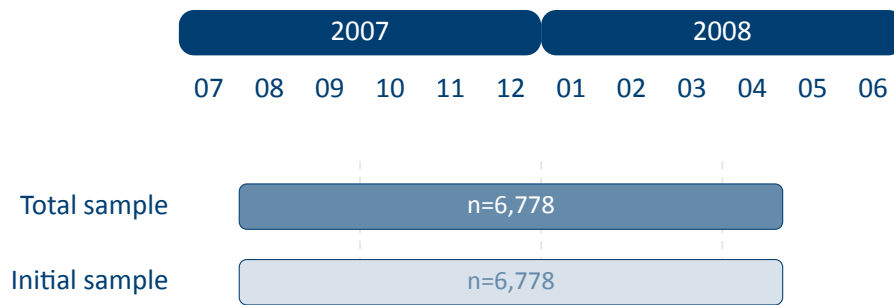 2007 2008
07 08 09 10 11 12 01 02 03 04 05 06
Total sample n=6,778
Initial sample n=6,778